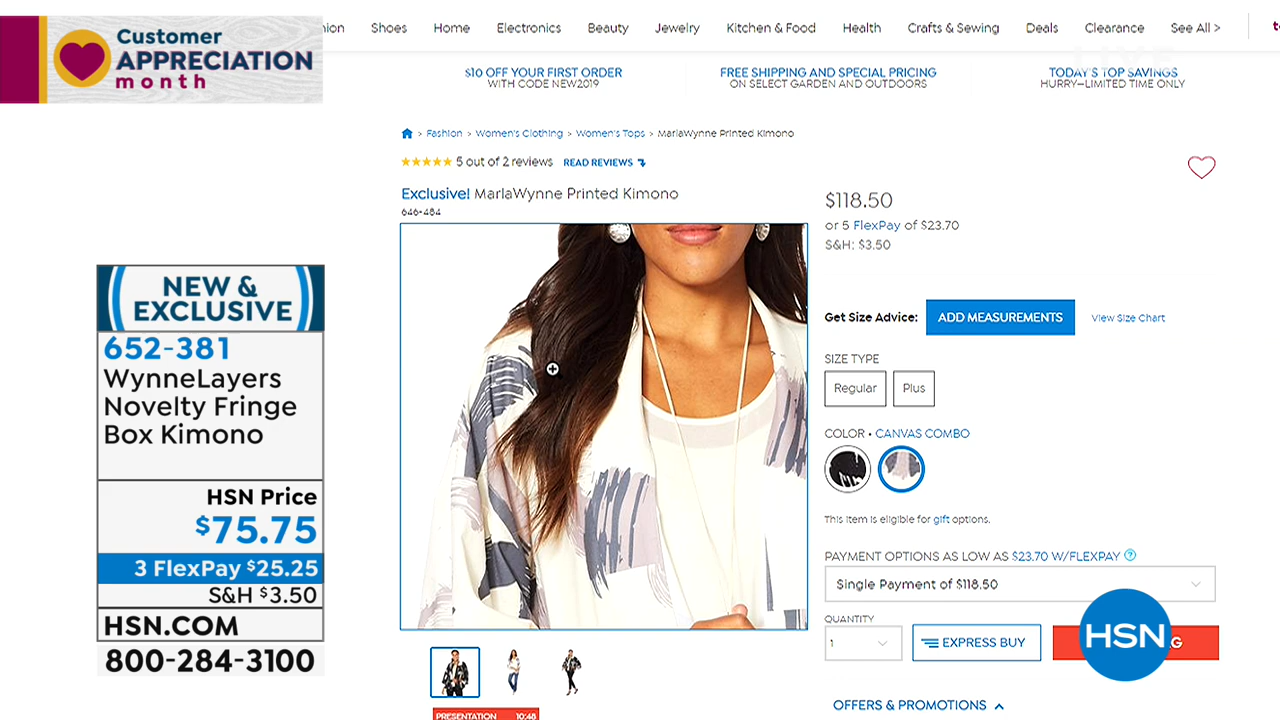 Customer
APPRECIATION
month
Shoes
Home
Electronics
Beauty
Jewelry
Kitchen & Food
Health
Crafts & Sewing
Deals
Clearance
See All >
$10 OFF YOUR FIRST ORDER
WITH CODE NEW2019
FREE SHIPPING AND SPECIAL PRICING
ON SELECT GARDEN AND OUTDOORS
TODAY'S TOP SAVINGS
HURRY—LIMITED TIME ONLY
> Fashion > Women's Clothing > Women's Tops > MarlaWynne Printed Kimono
5 out of 2 reviews READ REVIEWS
Exclusive! MarlaWynne Printed Kimono
646-484
$118.50
or 5 FlexPay of $23.70
S&H: $3.50
Get Size Advice: ADD MEASUREMENTS View Size Chart
SIZE TYPE
Regular Plus
COLOR • CANVAS COMBO
This item is eligible for gift options.
PAYMENT OPTIONS AS LOW AS $23.70 W/FLEXPAY ?
Single Payment of $118.50
QUANTITY
1
EXPRESS BUY
HSN
OFFERS & PROMOTIONS
NEW &
EXCLUSIVE
652-381
WynneLayers
Novelty Fringe
Box Kimono
HSN Price
$75.75
3 FlexPay $25.25
S&H $3.50
HSN.COM
800-284-3100
PRESENTATION 10:48